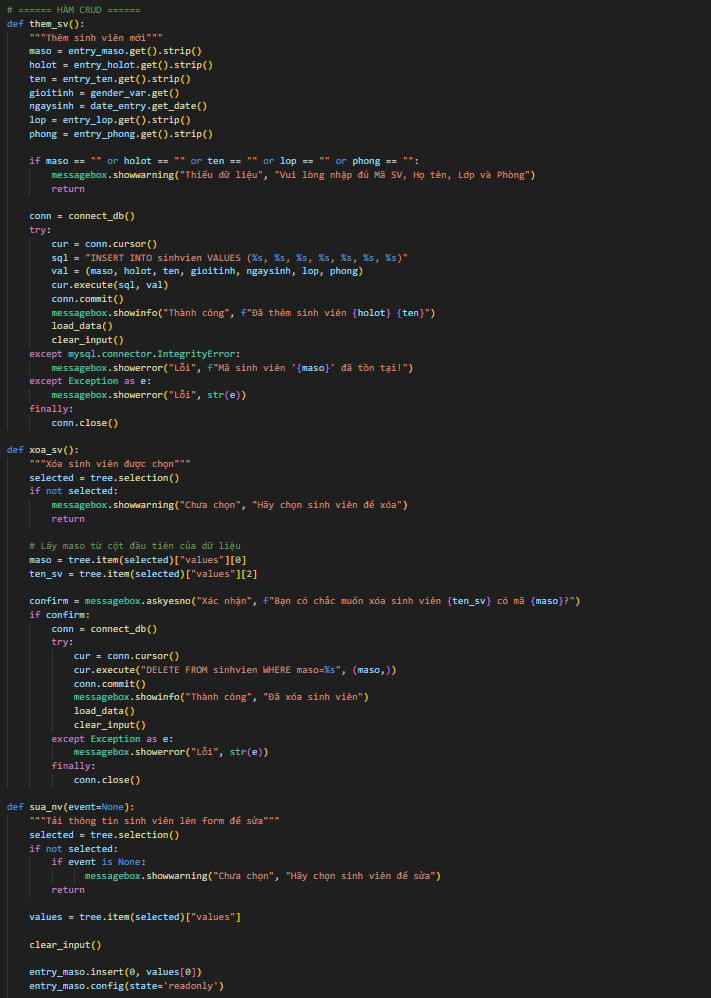 # ====== HÀM CRUD ======
def them_sv():
    """Thêm sinh viên mới"""
    maso = entry_maso.get().strip()
    holot = entry_holot.get().strip()
    ten = entry_ten.get().strip()
    gioitinh = gender_var.get()
    ngaysinh = date_entry.get_date()
    lop = entry_lop.get().strip()
    phong = entry_phong.get().strip()

    if maso == "" or holot == "" or ten == "" or lop == "" or phong == "":
        messagebox.showwarning("Thiếu dữ liệu", "Vui lòng nhập đủ Mã SV, Họ tên, Lớp và Phòng")
        return

    conn = connect_db()
    try:
        cur = conn.cursor()
        sql = "INSERT INTO sinhvien VALUES (%s, %s, %s, %s, %s, %s, %s)"
        val = (maso, holot, ten, gioitinh, ngaysinh, lop, phong)
        cur.execute(sql, val)
        conn.commit()
        messagebox.showinfo("Thành công", f"Đã thêm sinh viên {holot} {ten}")
        load_data()
        clear_input()
    except mysql.connector.IntegrityError:
        messagebox.showerror("Lỗi", f"Mã sinh viên '{maso}' đã tồn tại!")
    except Exception as e:
        messagebox.showerror("Lỗi", str(e))
    finally:
        conn.close()

def xoa_sv():
    """Xóa sinh viên được chọn"""
    selected = tree.selection()
    if not selected:
        messagebox.showwarning("Chưa chọn", "Hãy chọn sinh viên để xóa")
        return

    # Lấy maso từ cột đầu tiên của dữ liệu
    maso = tree.item(selected)["values"][0]
    ten_sv = tree.item(selected)["values"][2]

    confirm = messagebox.askyesno("Xác nhận", f"Bạn có chắc muốn xóa sinh viên {ten_sv} có mã {maso}?")
    if confirm:
        conn = connect_db()
        try:
            cur = conn.cursor()
            cur.execute("DELETE FROM sinhvien WHERE maso=%s", (maso,))
            conn.commit()
            messagebox.showinfo("Thành công", "Đã xóa sinh viên")
            load_data()
            clear_input()
        except Exception as e:
            messagebox.showerror("Lỗi", str(e))
        finally:
            conn.close()

def sua_nv(event=None):
    """Tải thông tin sinh viên lên form để sửa"""
    selected = tree.selection()
    if not selected:
        if event is None:
              messagebox.showwarning("Chưa chọn", "Hãy chọn sinh viên để sửa")
        return

    values = tree.item(selected)["values"]

    clear_input()

    entry_maso.insert(0, values[0])
    entry_maso.config(state='readonly')